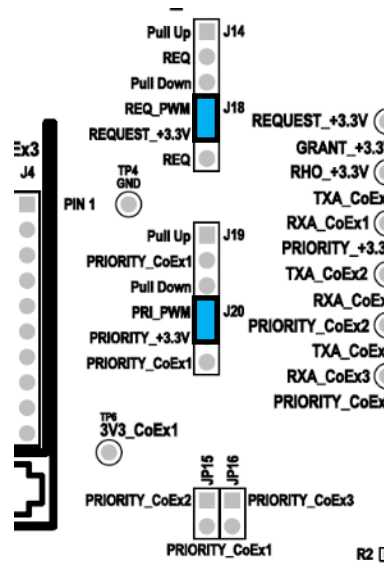 Pull Up J14
REQ
Pull Down
REQ_PWM J18
REQUEST_+3.3V
REQ
Ex3
J4
PIN 1
TP4
GND
Pull Up J19
PRIORITY_CoEx1
Pull Down
PRI_PWM J20
PRIORITY_+3.3V
PRIORITY_CoEx1
TP6
3V3_CoEx1
JP15 JP16
PRIORITY_CoEx2 PRIORITY_CoEx3
PRIORITY_CoEx1
REQUEST_+3.3V
GRANT_+3.3V
RHO_+3.3V
TXA_CoEx
RXA_CoEx1
PRIORITY_+3.3
TXA_CoEx2
RXA_CoEx
PRIORITY_CoEx2
TXA_CoEx
RXA_CoEx3
PRIORITY_CoEx
R2